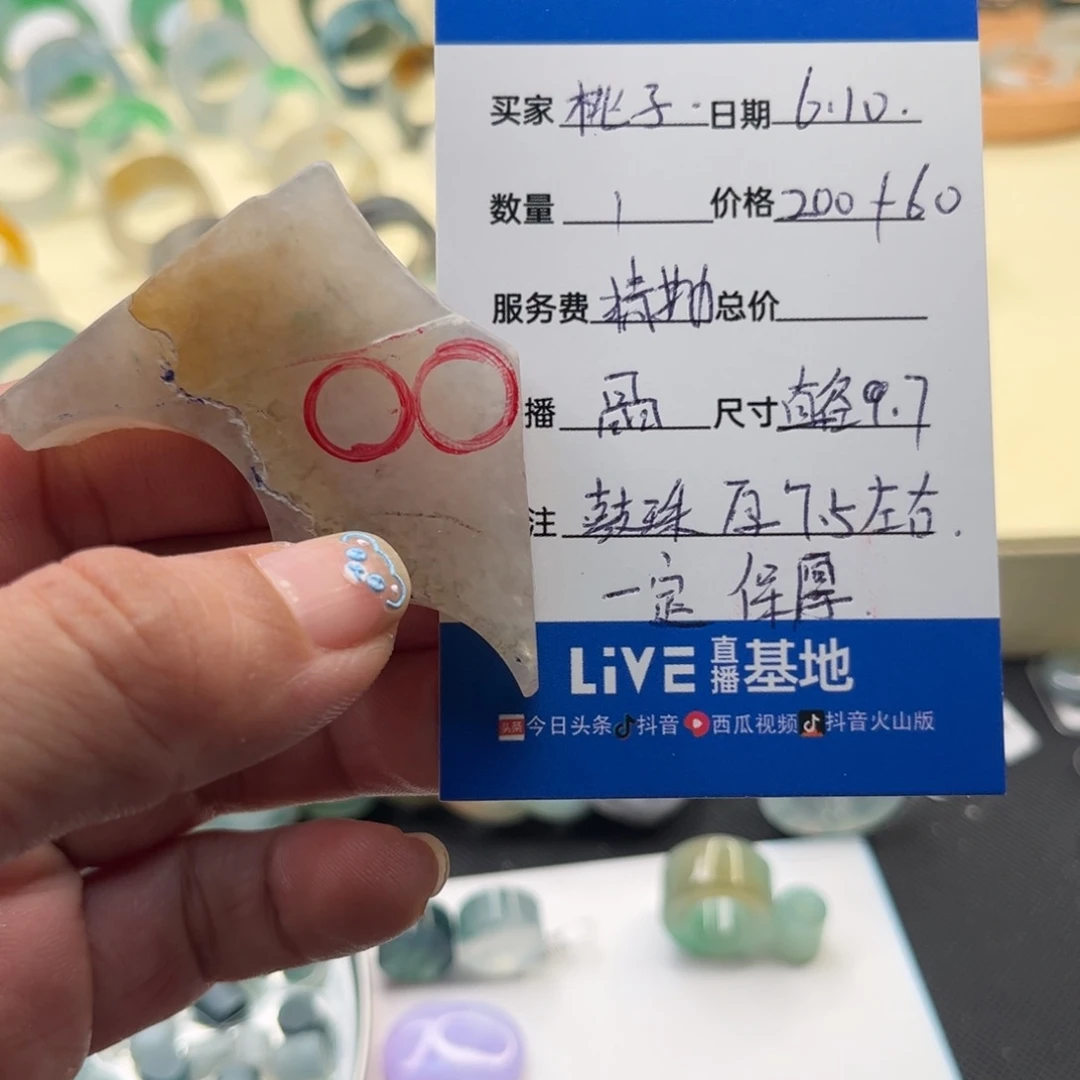 买家 桃子. 日期 6.10.
数量 1 价格 200+60
服务费 总价
播 晶 尺寸 直径9.7
注 鼓珠 厚7.5左右.
一定 保厚
LiVE 直播基地
头条 今日头条 抖音 西瓜视频 抖音火山版